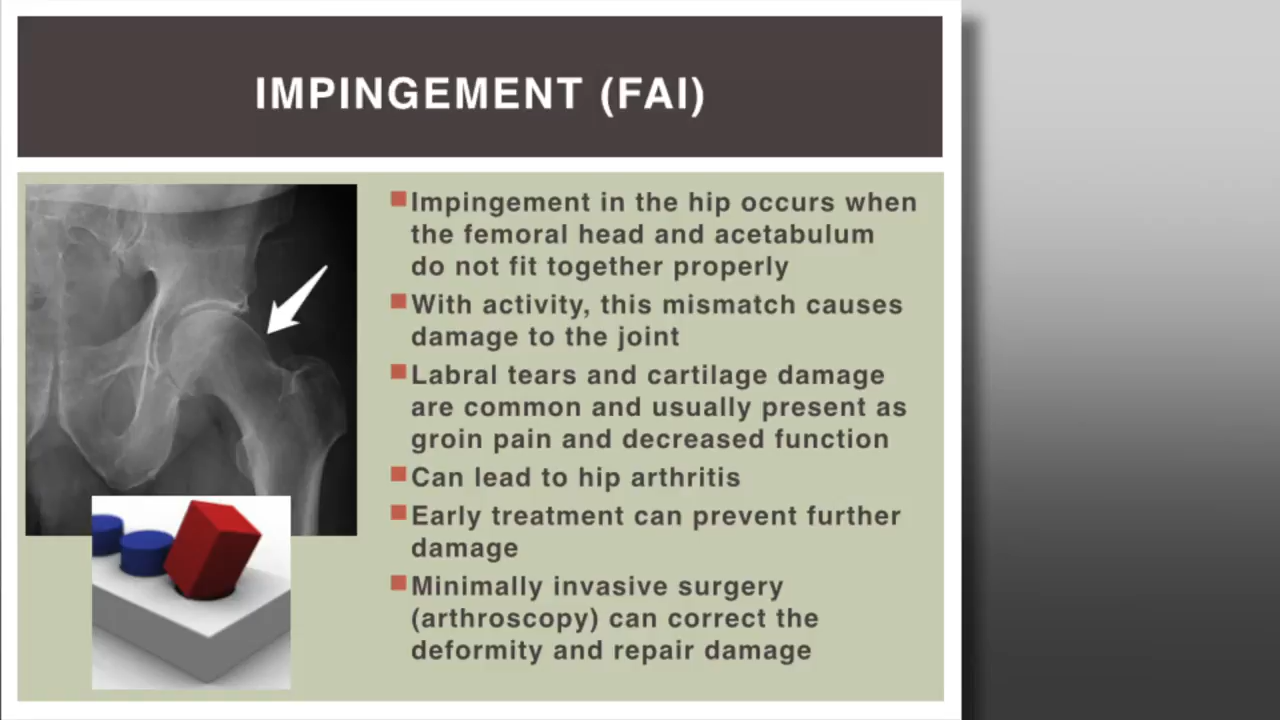 IMPINGEMENT (FAI)
Impingement in the hip occurs when
the femoral head and acetabulum
do not fit together properly
With activity, this mismatch causes
damage to the joint
Labral tears and cartilage damage
are common and usually present as
groin pain and decreased function
Can lead to hip arthritis
Early treatment can prevent further
damage
Minimally invasive surgery
(arthroscopy) can correct the
deformity and repair damage